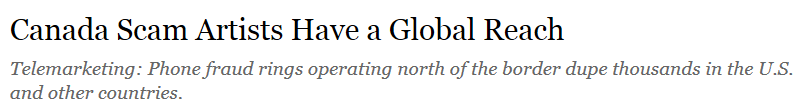 Canada Scam Artists Have a Global Reach
Telemarketing: Phone fraud rings operating north of the border dupe thousands in the U.S.
and other countries.